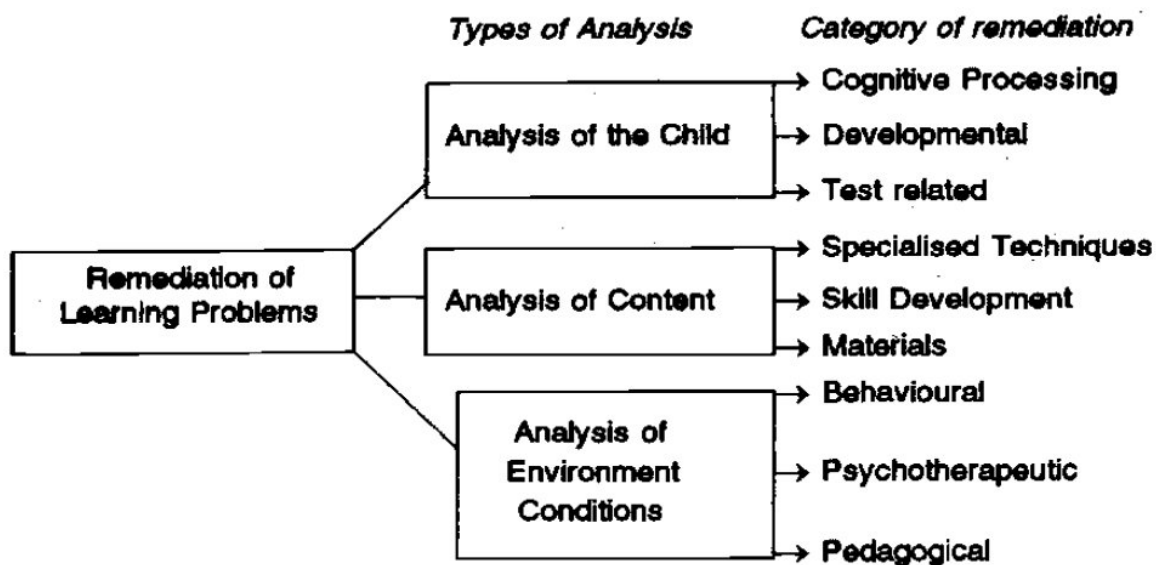 Types of Analysis
Category of remediation
Remediation of
Learning Problems
Analysis of the Child
Cognitive Processing
Developmental
Test related
Analysis of Content
Specialised Techniques
Skill Development
Materials
Analysis of
Environment
Conditions
Behavioural
Psychotherapeutic
Pedagogical